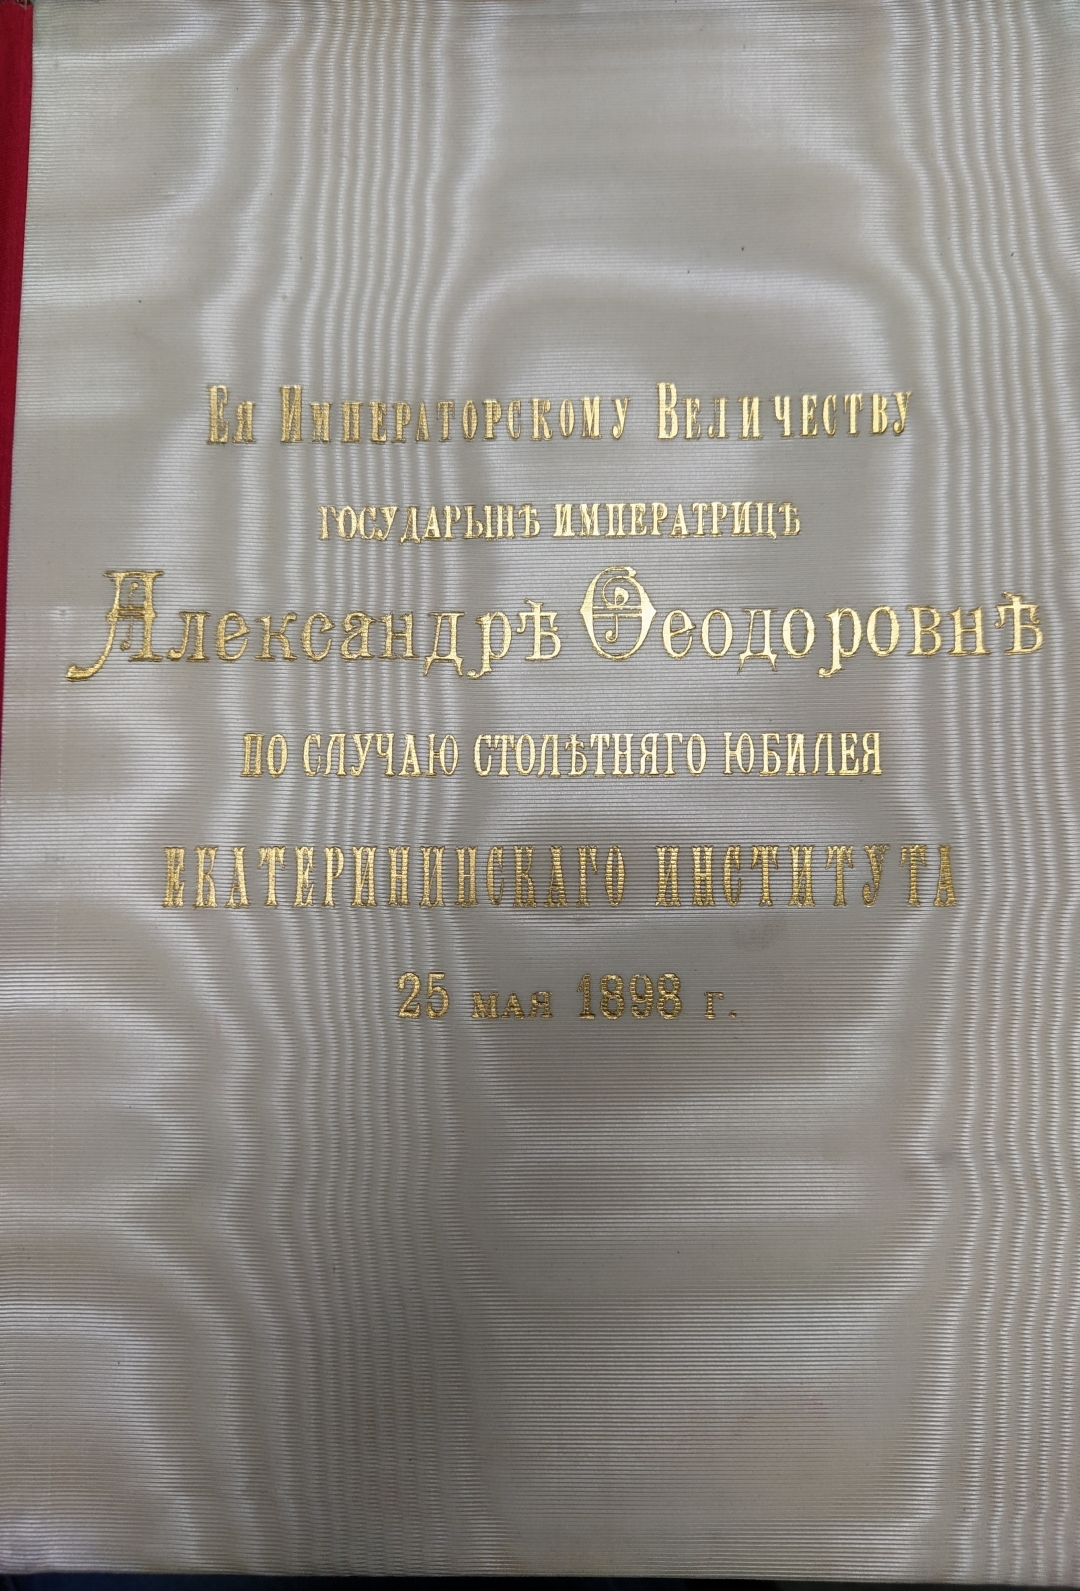 Ея Императорскому Величеству
ГОСУДАРЫНѢ ИМПЕРАТРИЦѢ
Александрѣ Ѳеодоровнѣ
ПО СЛУЧАЮ СТОЛѢТНЯГО ЮБИЛЕЯ
ЕКАТЕРИНИНСКАГО ИНСТИТУТА
25 МАЯ 1898 Г.